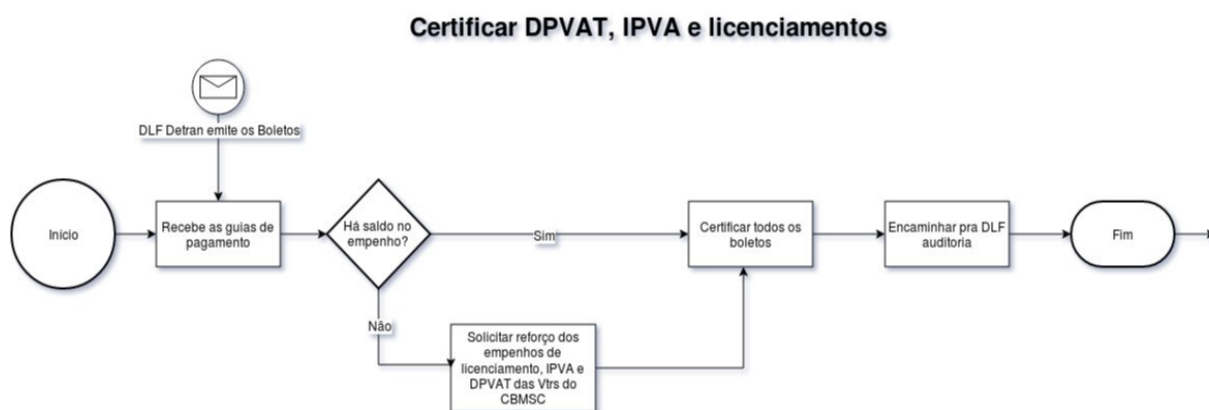 Certificar DPVAT, IPVA e licenciamentos
DLF Detran emite os Boletos
Início
Recebe as guias de
pagamento
Há saldo no
empenho?
Sim
Certificar todos os
boletos
Encaminhar pra DLF
auditoria
Fim
Não
Solicitar reforço dos
empenhos de
licenciamento, IPVA e
DPVAT das Vtrs do
CBMSC